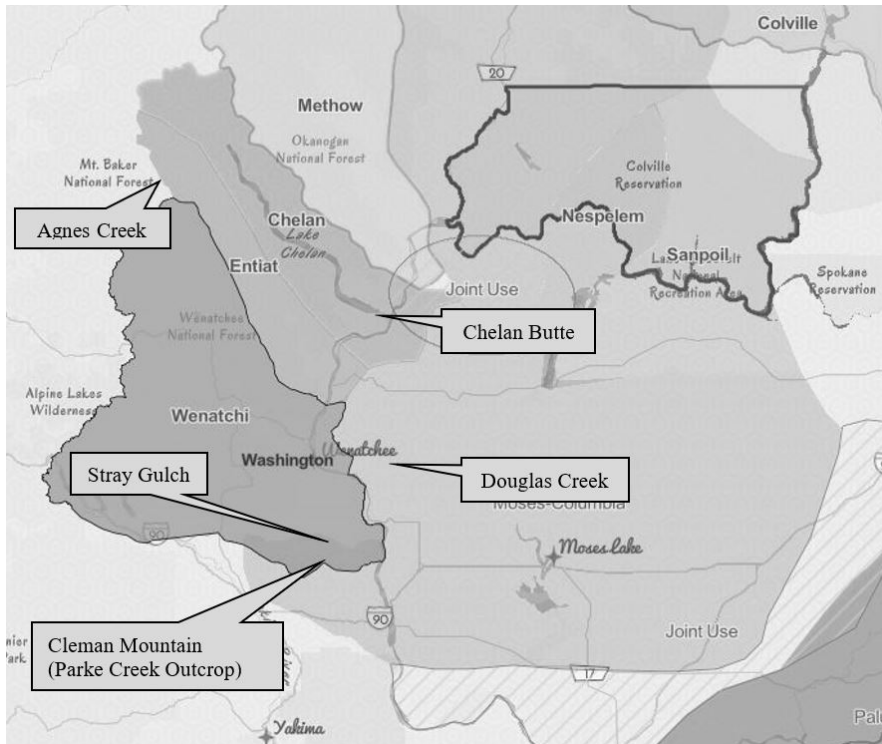 Colville
20
Methow
Okanogan
National Forest
Mt. Baker
National Forest
Colville
Reservation
Agnes Creek
Chelan
Lake
Chelan
Nespelem
Sanpoil
National
Recreation Area
Entiat
Joint Use
Spokane
Reservation
Chelan Butte
Wenatchee
National Forest
Alpine Lakes
Wilderness
Wenatchi
Stray Gulch
Washington
Wenatchee
Douglas Creek
Moses-Columbia
90
Moses Lake
90
Cleman Mountain
(Parke Creek Outcrop)
Joint Use
17
Yakima